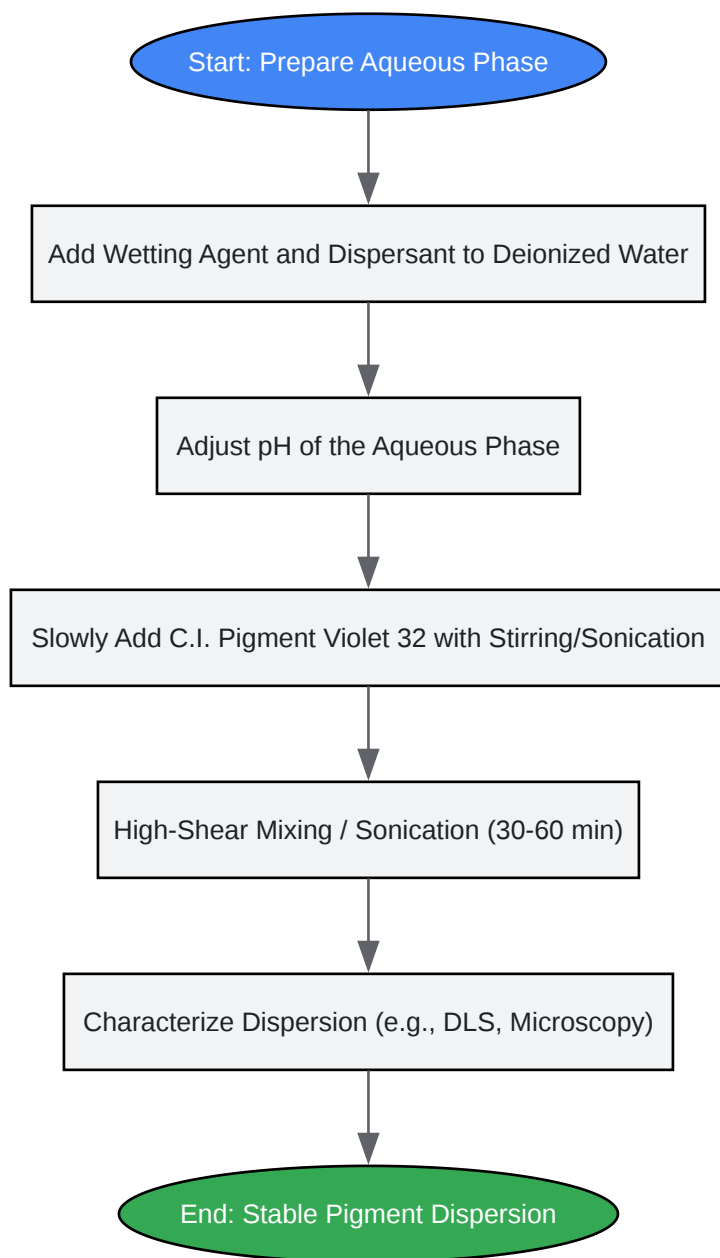 Start: Prepare Aqueous Phase
Add Wetting Agent and Dispersant to Deionized Water
Adjust pH of the Aqueous Phase
Slowly Add C.I. Pigment Violet 32 with Stirring/Sonication
High-Shear Mixing / Sonication (30-60 min)
Characterize Dispersion (e.g., DLS, Microscopy)
End: Stable Pigment Dispersion